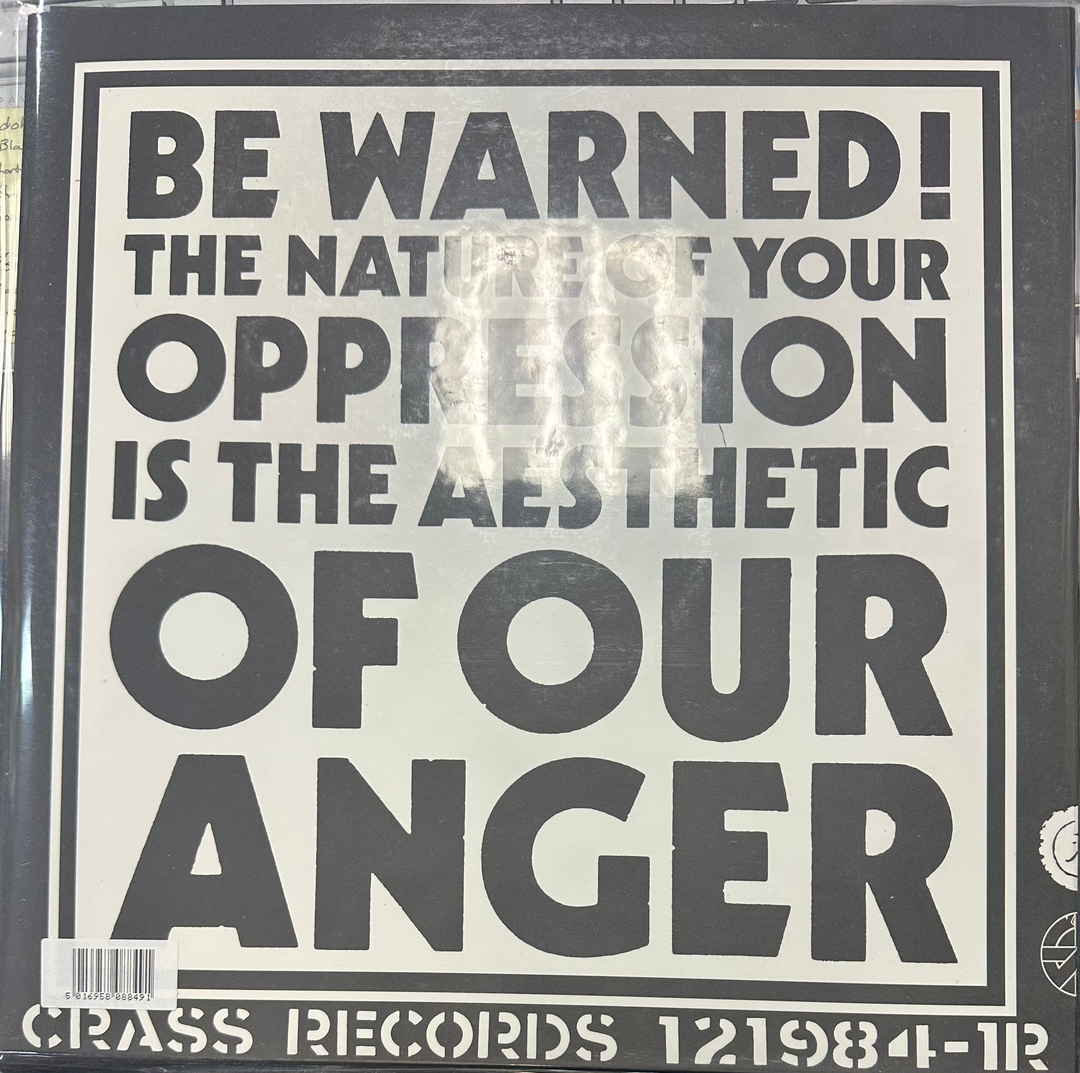 BE WARNED!
THE NATURE OF YOUR
OPPRESSION
IS THE AESTHETIC
OF OUR
ANGER
5 016958 088491
CRASS RECORDS 121984-1R